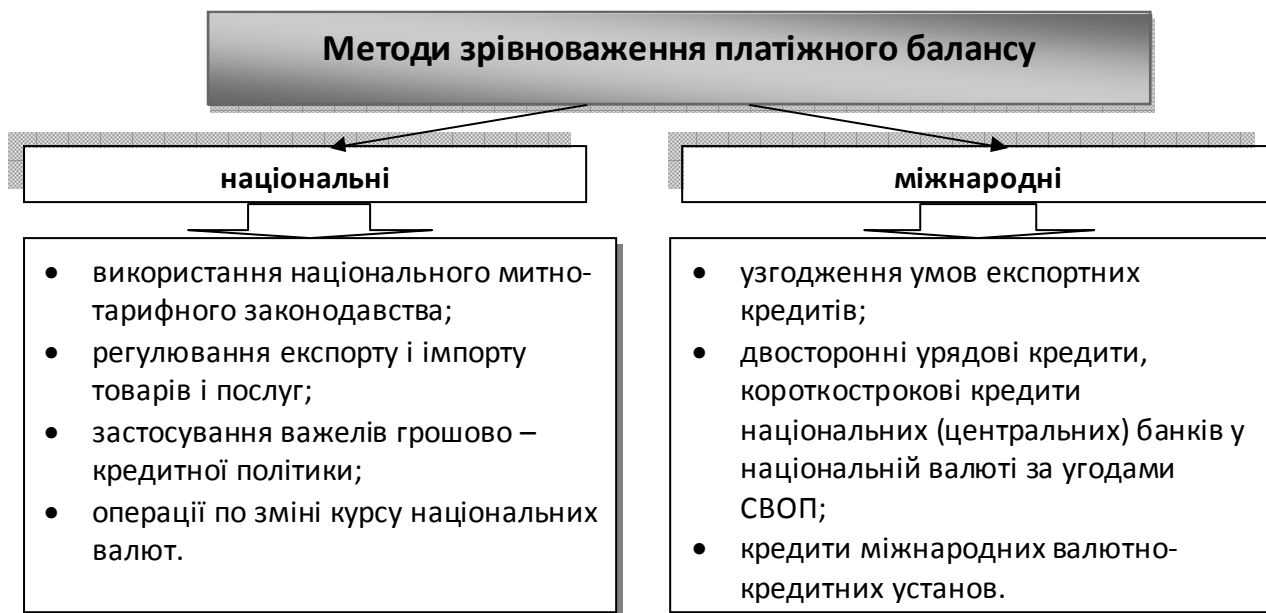 Методи зрівноваження платіжного балансу
національні
• використання національного митно-
тарифного законодавства;
• регулювання експорту і імпорту
товарів і послуг;
• застосування важелів грошово –
кредитної політики;
• операції по зміні курсу національних
валют.
міжнародні
• узгодження умов експортних
кредитів;
• двосторонні урядові кредити,
короткострокові кредити
національних (центральних) банків у
національній валюті за угодами
СВОП;
• кредити міжнародних валютно-
кредитних установ.